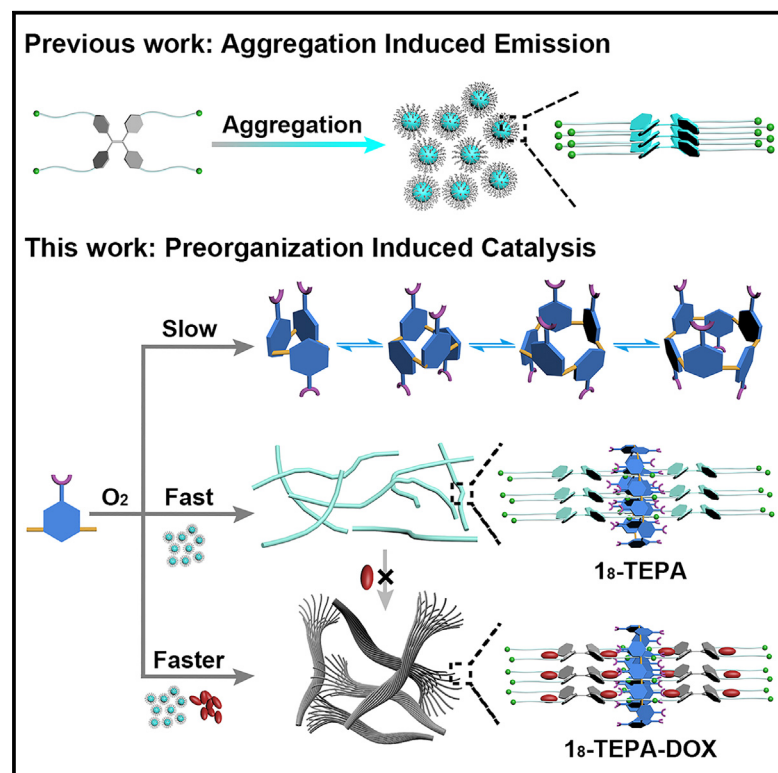 Previous work: Aggregation Induced Emission
Aggregation
This work: Preorganization Induced Catalysis
Slow
O₂ Fast
1₈-TEPA
Faster
1₈-TEPA-DOX